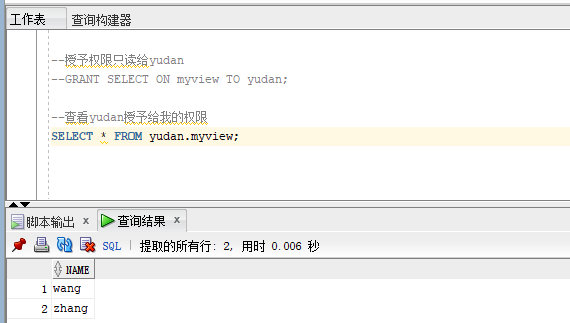 工作表 查询构建器
--授予权限只读给yudan
--GRANT SELECT ON myview TO yudan;
--查看yudan授予给我的权限
SELECT * FROM yudan.myview;
脚本输出 x 查询结果 x
SQL | 提取的所有行: 2, 用时 0.006 秒
NAME
1 wang
2 zhang